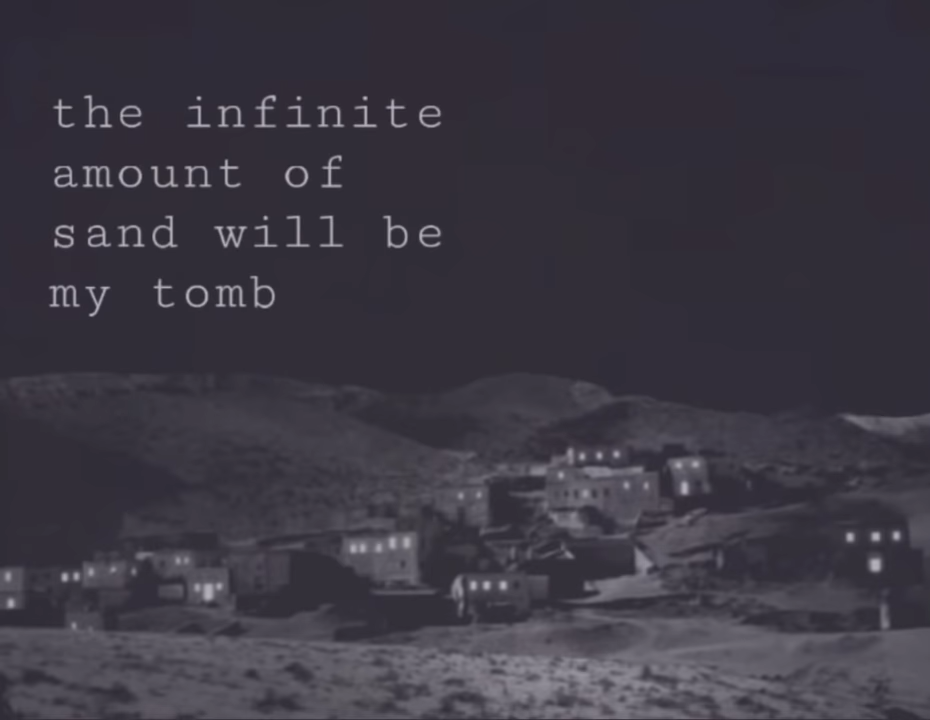 the infinite
amount of
sand will be
my tomb